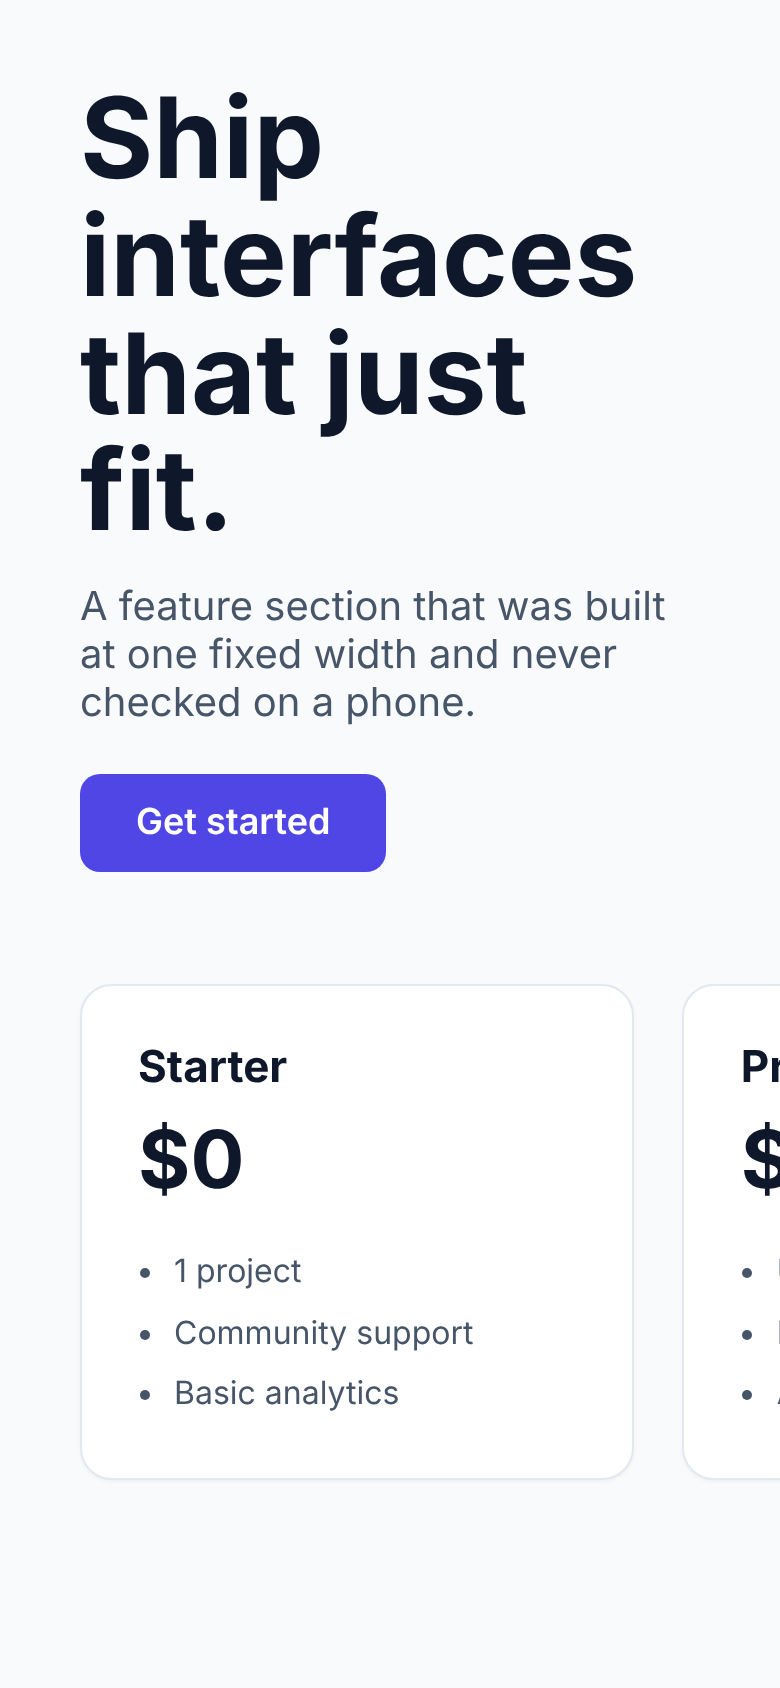 Ship
interfaces
that just
fit.
A feature section that was built
at one fixed width and never
checked on a phone.
Get started
Starter
$0
• 1 project
• Community support
• Basic analytics
$